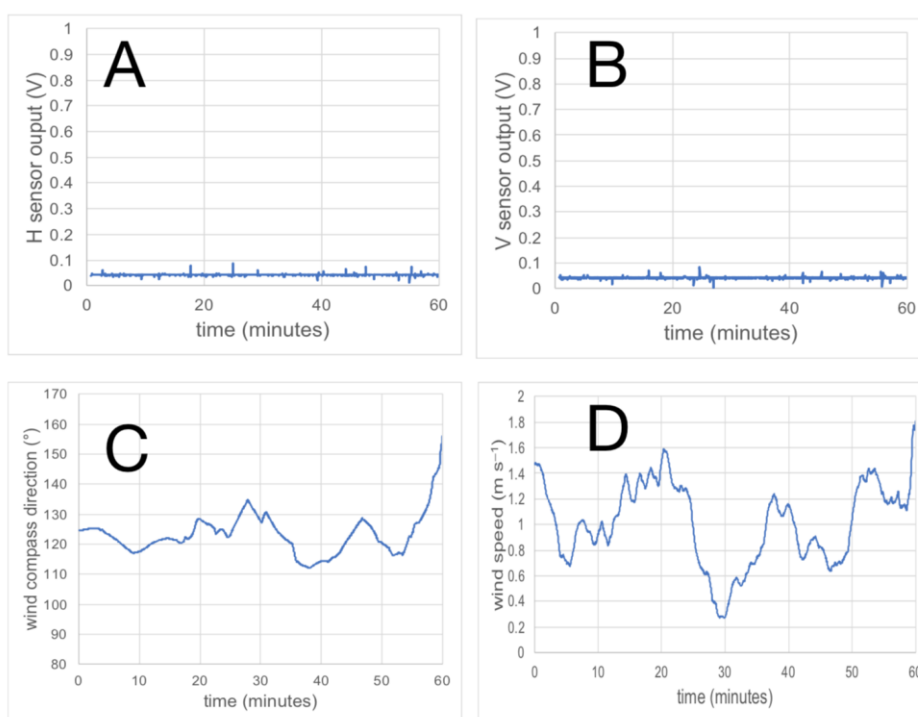 A
H sensor ouput (V)
1
0.9
0.8
0.7
0.6
0.5
0.4
0.3
0.2
0.1
0
0 20 40 60
time (minutes)
B
V sensor output (V)
1
0.9
0.8
0.7
0.6
0.5
0.4
0.3
0.2
0.1
0
0 20 40 60
time (minutes)
C
wind compass direction (°)
170
160
150
140
130
120
110
100
90
80
0 10 20 30 40 50 60
time (minutes)
D
wind speed (m s⁻¹)
2
1.8
1.6
1.4
1.2
1
0.8
0.6
0.4
0.2
0
0 10 20 30 40 50 60
time (minutes)